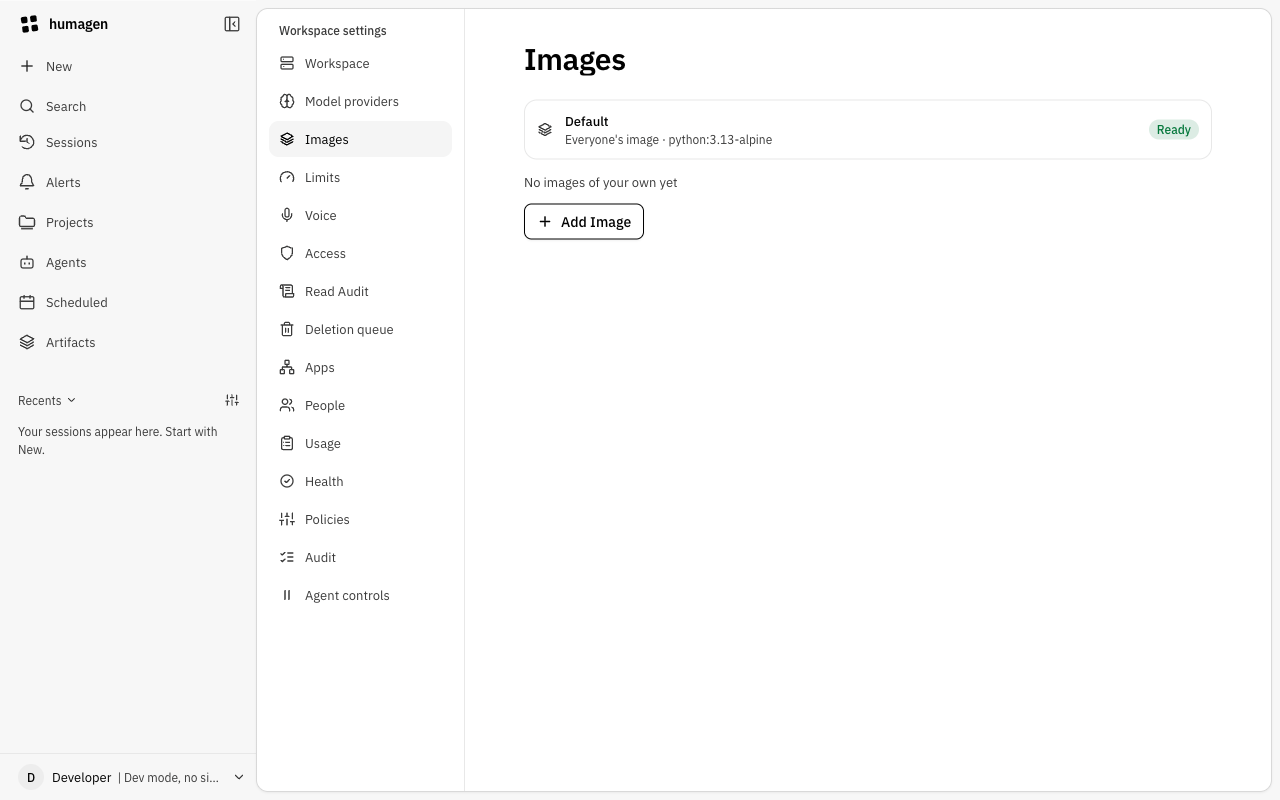 humagen
New
Search
Sessions
Alerts
Projects
Agents
Scheduled
Artifacts
Recents
Your sessions appear here. Start with
New.
D
Developer | Dev mode, no si...
Workspace settings
Workspace
Model providers
Images
Limits
Voice
Access
Read Audit
Deletion queue
Apps
People
Usage
Health
Policies
Audit
Agent controls
Images
Default
Everyone's image · python:3.13-alpine
Ready
No images of your own yet
Add Image